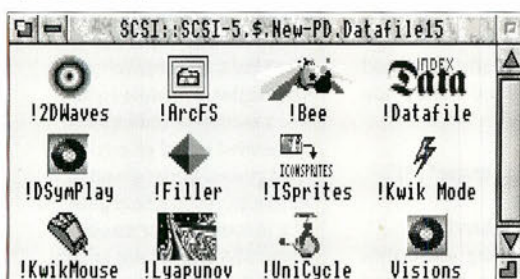 SCSI::SCSI-5.$.New-PD.Datafile15
INDEX
Data
!2DWaves !ArcFS !Bee !Datafile
ICONSPRITES
!DSymPlay !Filler !ISprites !Kwik Mode
!KwikMouse !Lyapunov !UniCycle Visions